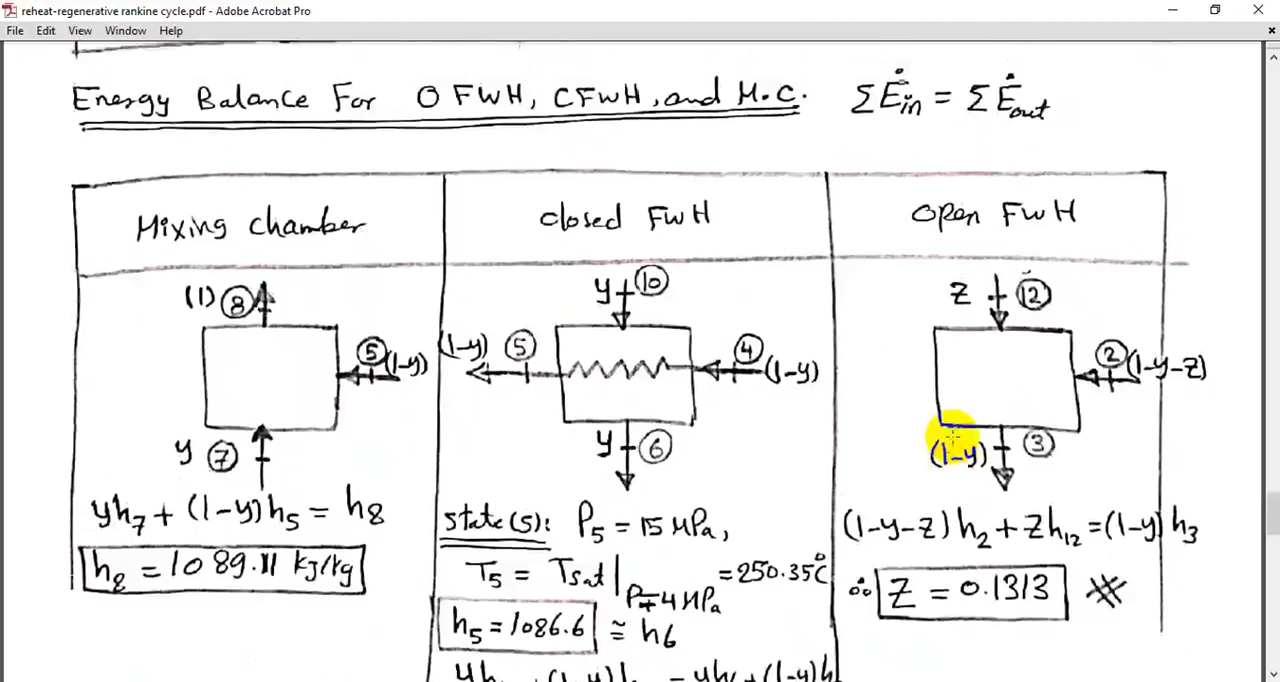 reheat-regenerative rankine cycle.pdf - Adobe Acrobat Pro
File Edit View Window Help
Energy Balance For OFWH, CFWH, and M.C. ΣĖin = ΣĖout
Mixing chamber
(1) 8
5 (1-y)
y 7
yh7 + (1-y)h5 = h8
h8 = 1089.11 kJ/kg
closed FWH
y 10
(1-y) 5
4 (1-y)
y 6
state(5): P5 = 15 MPa,
T5 = Tsat|P=4 MPa = 250.35°C
h5 = 1086.6 ≅ h6
open FWH
Z 12
2 (1-y-z)
(1-y) 3
(1-y-z) h2 + zh12 = (1-y) h3
∴ Z = 0.1313